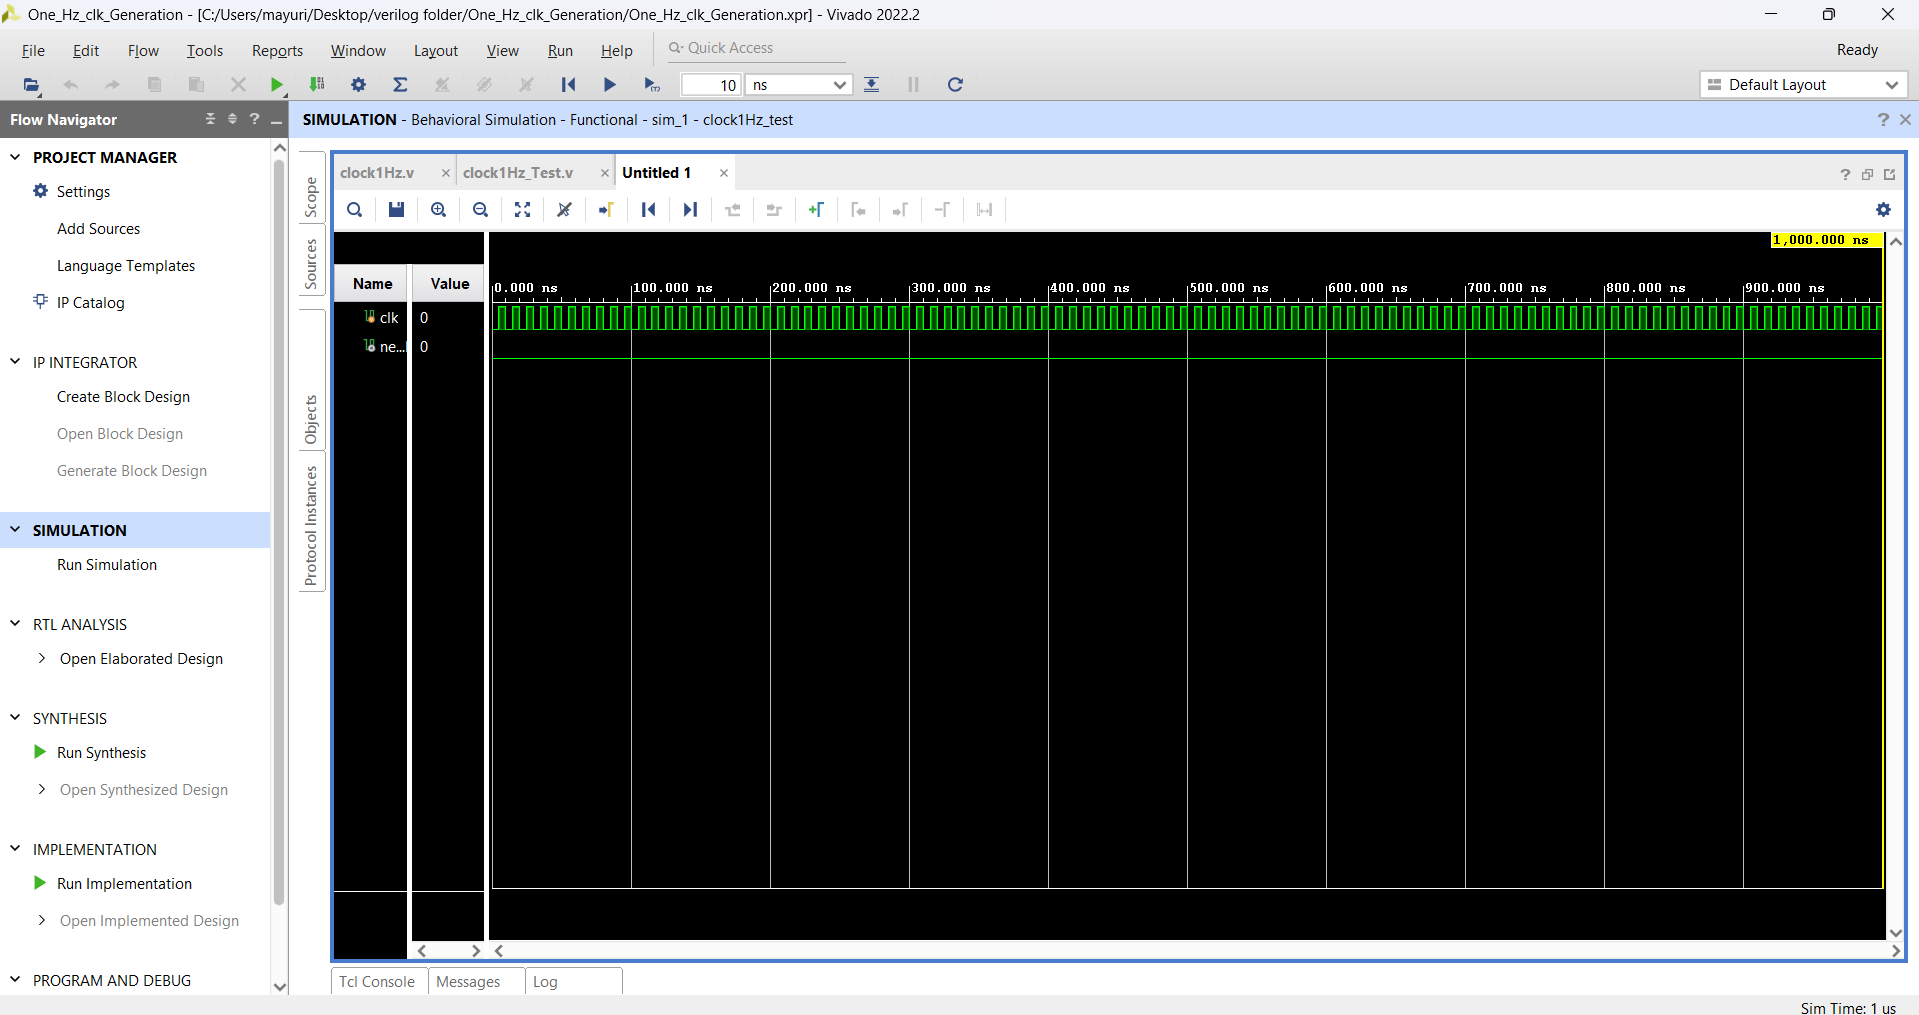 One_Hz_clk_Generation - [C:/Users/mayuri/Desktop/verilog folder/One_Hz_clk_Generation/One_Hz_clk_Generation.xpr] - Vivado 2022.2
File Edit Flow Tools Reports Window Layout View Run Help Quick Access Ready
10 ns Default Layout
Flow Navigator
SIMULATION - Behavioral Simulation - Functional - sim_1 - clock1Hz_test
PROJECT MANAGER
Settings
Add Sources
Language Templates
IP Catalog
IP INTEGRATOR
Create Block Design
Open Block Design
Generate Block Design
SIMULATION
Run Simulation
RTL ANALYSIS
Open Elaborated Design
SYNTHESIS
Run Synthesis
Open Synthesized Design
IMPLEMENTATION
Run Implementation
Open Implemented Design
PROGRAM AND DEBUG
Scope
Sources
Objects
Protocol Instances
clock1Hz.v clock1Hz_Test.v Untitled 1
1,000.000 ns
Name Value
0.000 ns 100.000 ns 200.000 ns 300.000 ns 400.000 ns 500.000 ns 600.000 ns 700.000 ns 800.000 ns 900.000 ns
clk 0
ne... 0
Tcl Console Messages Log
Sim Time: 1 us